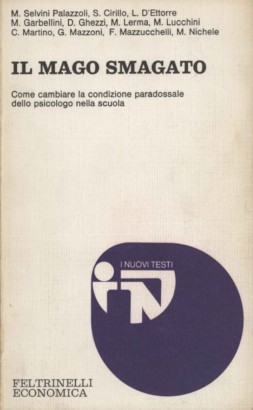 M. Selvini Palazzoli, S. Cirillo, L. D'Ettorre
M. Garbellini, D. Ghezzi, M. Lerma, M. Lucchini
C. Martino, G. Mazzoni, F. Mazzucchelli, M. Nichele
IL MAGO SMAGATO
Come cambiare la condizione paradossale
dello psicologo nella scuola
I NUOVI TESTI
FELTRINELLI
ECONOMICA